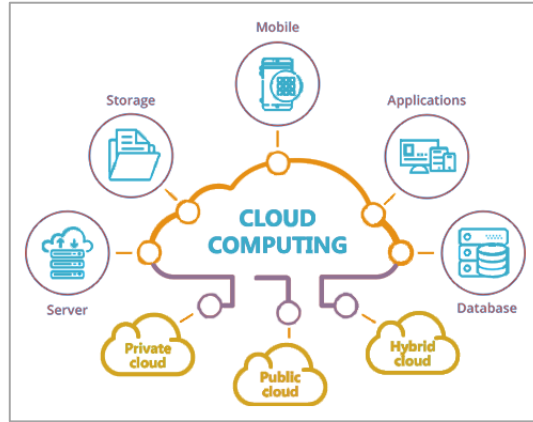 Mobile
Storage
Applications
CLOUD
COMPUTING
Server
Database
Private
cloud
Public
cloud
Hybrid
cloud